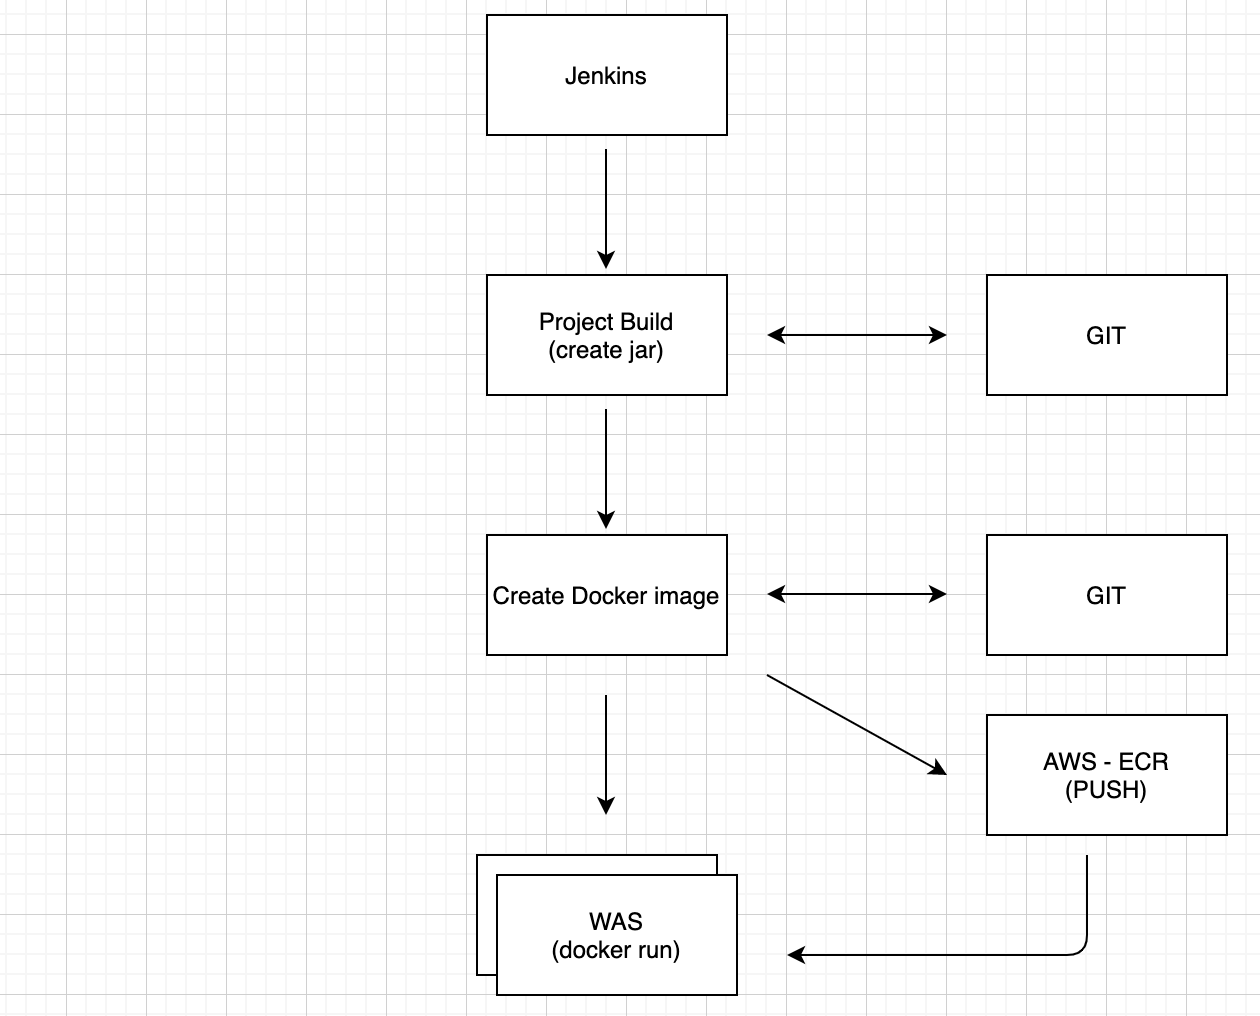 Jenkins
Project Build
(create jar)
GIT
Create Docker image
GIT
AWS - ECR
(PUSH)
WAS
(docker run)